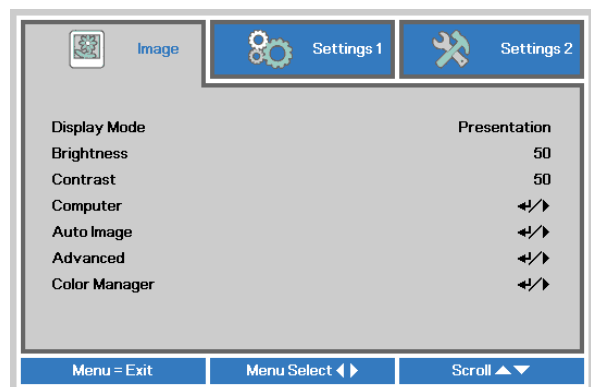 Image
Settings 1
Settings 2
Display Mode Presentation
Brightness 50
Contrast 50
Computer ↵/▶
Auto Image ↵/▶
Advanced ↵/▶
Color Manager ↵/▶
Menu = Exit
Menu Select ◀▶
Scroll ▲▼